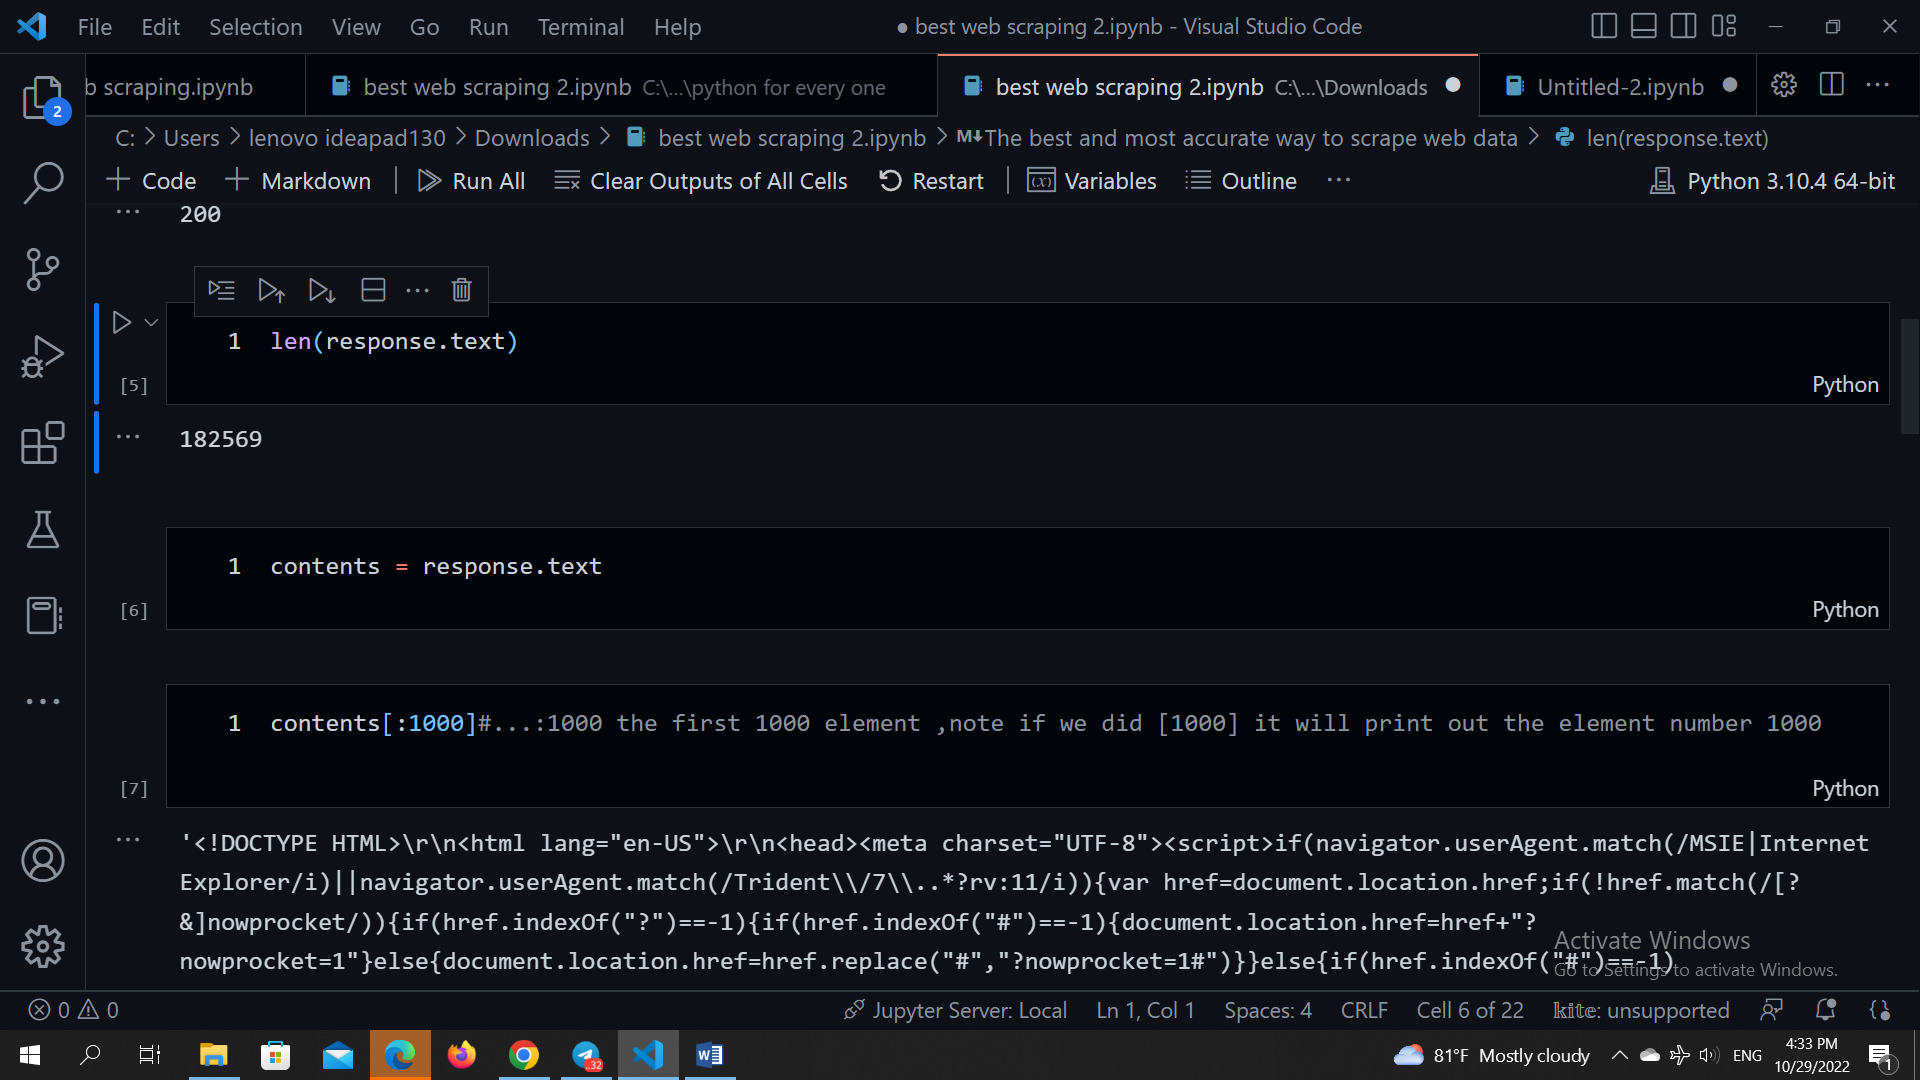 File Edit Selection View Go Run Terminal Help ● best web scraping 2.ipynb - Visual Studio Code
b scraping.ipynb best web scraping 2.ipynb C:\...\python for every one best web scraping 2.ipynb C:\...\Downloads Untitled-2.ipynb
2
C: > Users > lenovo ideapad130 > Downloads > best web scraping 2.ipynb > M↓The best and most accurate way to scrape web data > len(response.text)
+ Code + Markdown | Run All Clear Outputs of All Cells Restart | Variables Outline ... Python 3.10.4 64-bit
... 200
1 len(response.text)
[5] Python
... 182569
1 contents = response.text
[6] Python
1 contents[:1000]#...:1000 the first 1000 element ,note if we did [1000] it will print out the element number 1000
[7] Python
... '<!DOCTYPE HTML>\r\n<html lang="en-US">\r\n<head><meta charset="UTF-8"><script>if(navigator.userAgent.match(/MSIE|Internet
Explorer/i)||navigator.userAgent.match(/Trident\\/7\\..*?rv:11/i)){var href=document.location.href;if(!href.match(/[?
&]nowprocket/)){if(href.indexOf("?")==-1){if(href.indexOf("#")==-1){document.location.href=href+"?
nowprocket=1"}else{document.location.href=href.replace("#","?nowprocket=1#")}}else{if(href.indexOf("#")==-1)
Activate Windows
Go to Settings to activate Windows.
0 0 Jupyter Server: Local Ln 1, Col 1 Spaces: 4 CRLF Cell 6 of 22 kite: unsupported
..32 81°F Mostly cloudy ENG 4:33 PM
10/29/2022 1